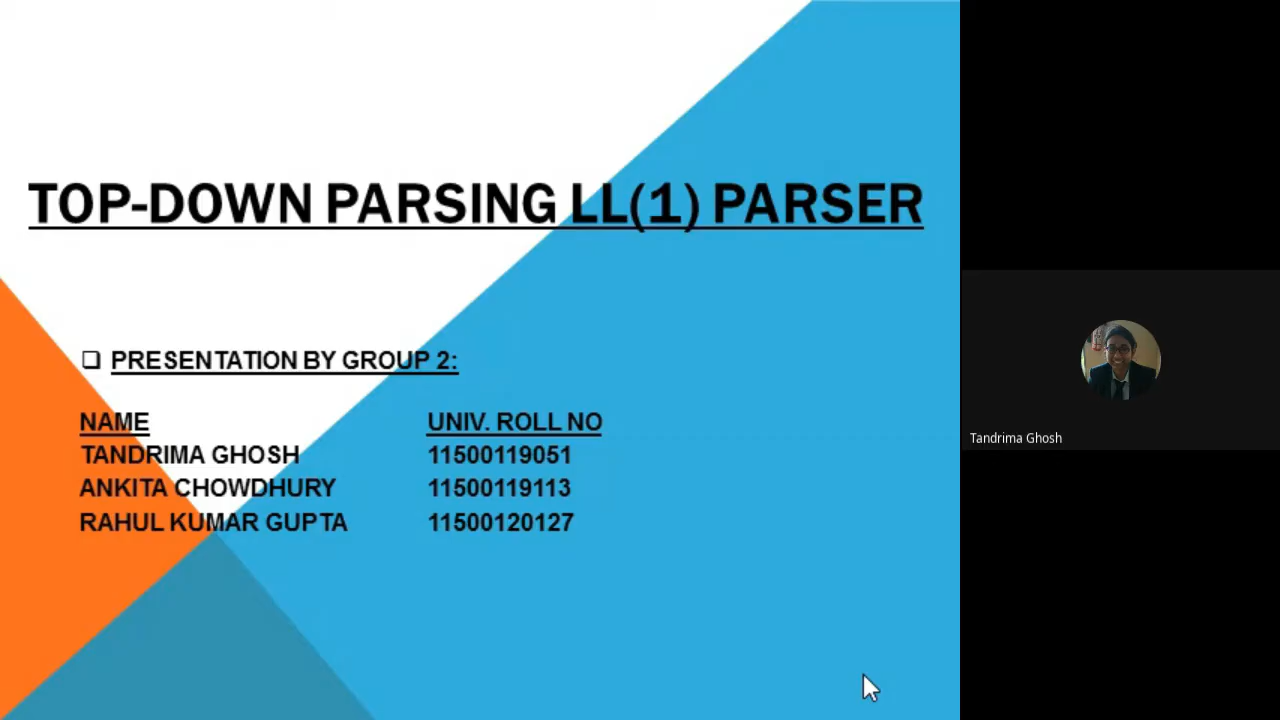 TOP-DOWN PARSING LL(1) PARSER
❑ PRESENTATION BY GROUP 2:
NAME UNIV. ROLL NO
TANDRIMA GHOSH 11500119051
ANKITA CHOWDHURY 11500119113
RAHUL KUMAR GUPTA 11500120127
Tandrima Ghosh